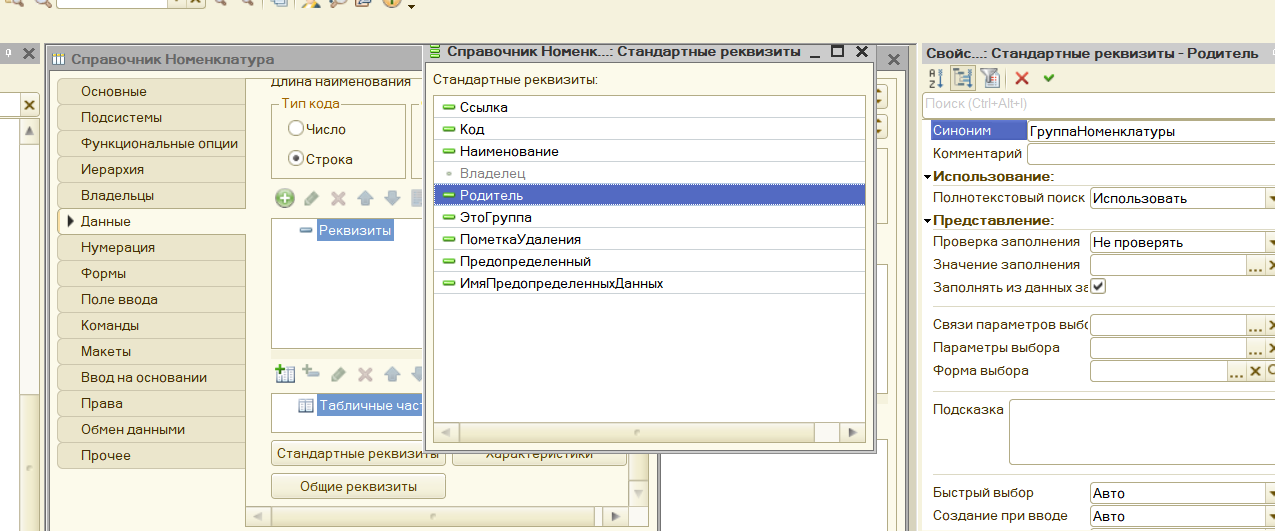 Справочник Номенклатура
Основные
Подсистемы
Функциональные опции
Иерархия
Владельцы
Данные
Нумерация
Формы
Поле ввода
Команды
Макеты
Ввод на основании
Права
Обмен данными
Прочее
Длина наименования
Тип кода
Число
Строка
Реквизиты
Табличные част
Стандартные реквизиты
Характеристики
Общие реквизиты
Справочник Номенк...: Стандартные реквизиты
Стандартные реквизиты:
Ссылка
Код
Наименование
Владелец
Родитель
ЭтоГруппа
ПометкаУдаления
Предопределенный
ИмяПредопределенныхДанных
Свойс...: Стандартные реквизиты - Родитель
Поиск (Ctrl+Alt+I)
Синоним ГруппаНоменклатуры
Комментарий
Использование:
Полнотекстовый поиск Использовать
Представление:
Проверка заполнения Не проверять
Значение заполнения
Заполнять из данных за
Связи параметров выбо
Параметры выбора
Форма выбора
Подсказка
Быстрый выбор Авто
Создание при вводе Авто